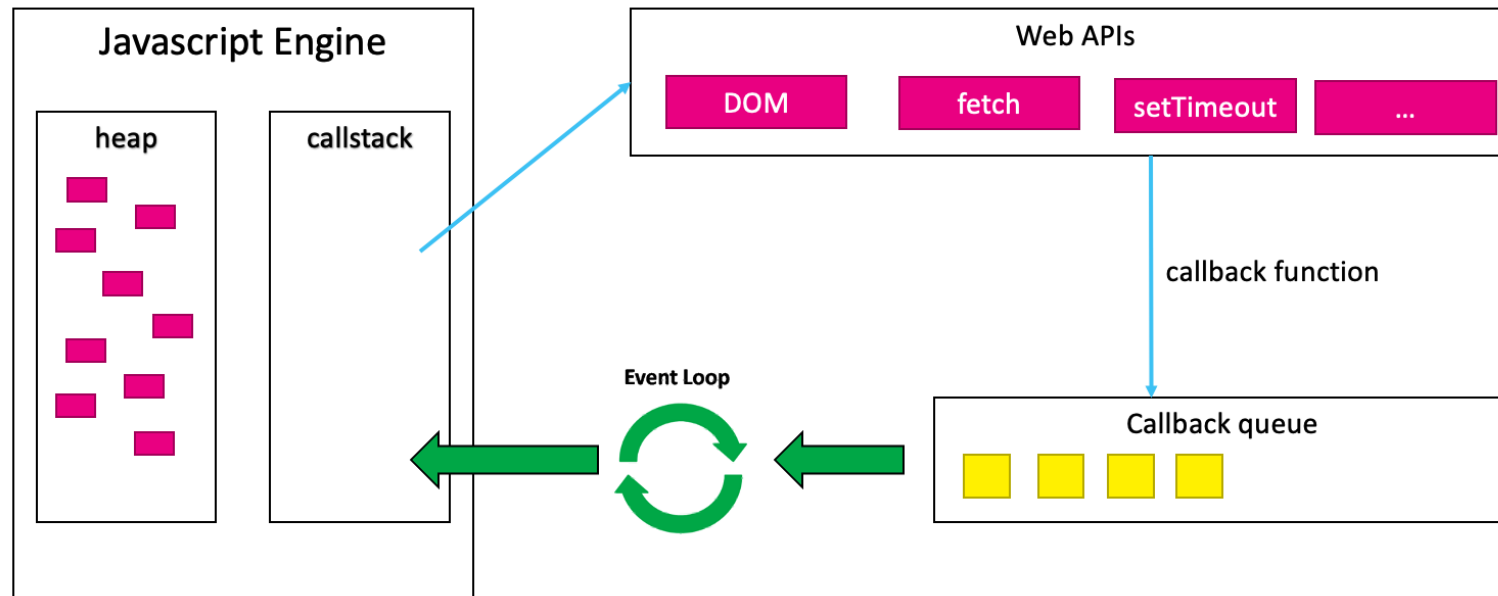 Javascript Engine
heap
callstack
Web APIs
DOM
fetch
setTimeout
...
callback function
Event Loop
Callback queue